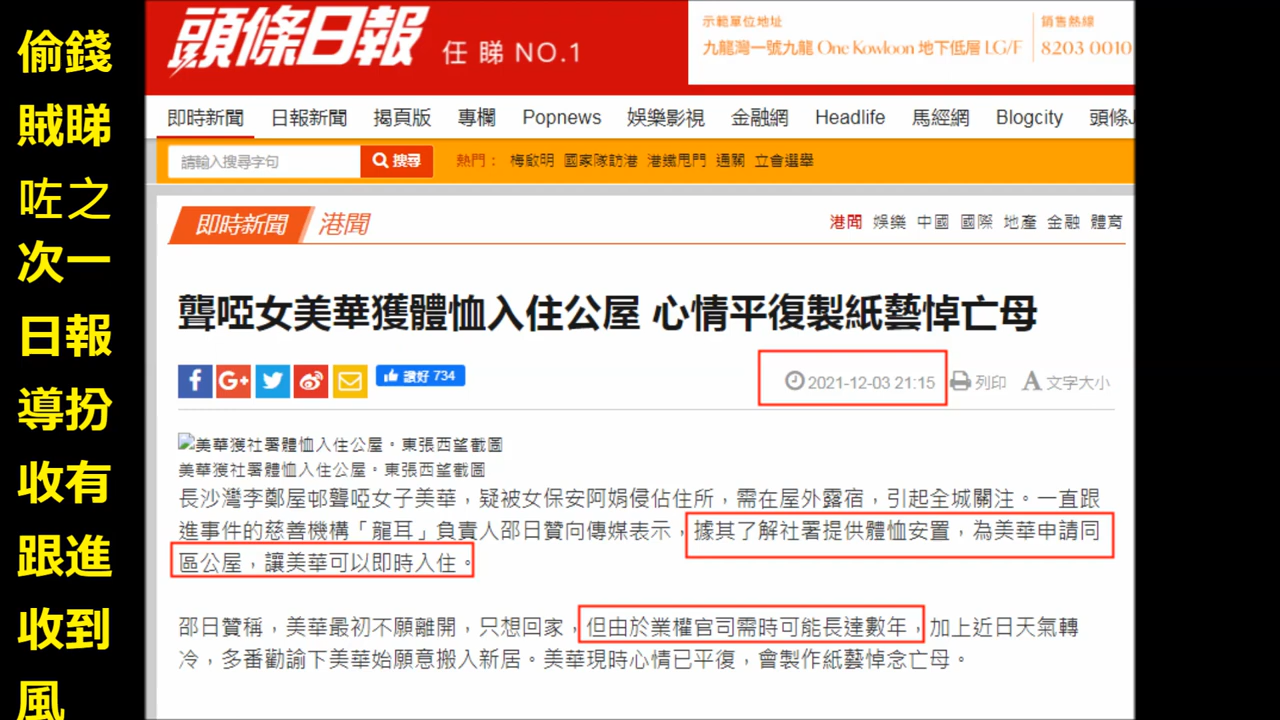 偷錢
賊睇
咗之
次一
日報
導扮
收有
跟進
收到
風
頭條日報 任睇 NO.1
示範單位地址
九龍灣一號九龍 One Kowloon 地下低層 LG/F
銷售熱線
8203 0010
即時新聞 日報新聞 揭頁版 專欄 Popnews 娛樂影視 金融網 Headlife 馬經網 Blogcity 頭條J
請輸入搜尋字句 搜尋 熱門： 梅啟明 國家隊訪港 港鐵甩門 通關 立會選舉
即時新聞 港聞 港聞 娛樂 中國 國際 地產 金融 體育
聾啞女美華獲體恤入住公屋 心情平復製紙藝悼亡母
讚好 734 2021-12-03 21:15 列印 A 文字大小
美華獲社署體恤入住公屋。東張西望截圖
美華獲社署體恤入住公屋。東張西望截圖
長沙灣李鄭屋邨聾啞女子美華，疑被女保安阿娟侵佔住所，需在屋外露宿，引起全城關注。一直跟
進事件的慈善機構「龍耳」負責人邵日贊向傳媒表示，據其了解社署提供體恤安置，為美華申請同
區公屋，讓美華可以即時入住。
邵日贊稱，美華最初不願離開，只想回家，但由於業權官司需時可能長達數年，加上近日天氣轉
冷，多番勸諭下美華始願意搬入新居。美華現時心情已平復，會製作紙藝悼念亡母。